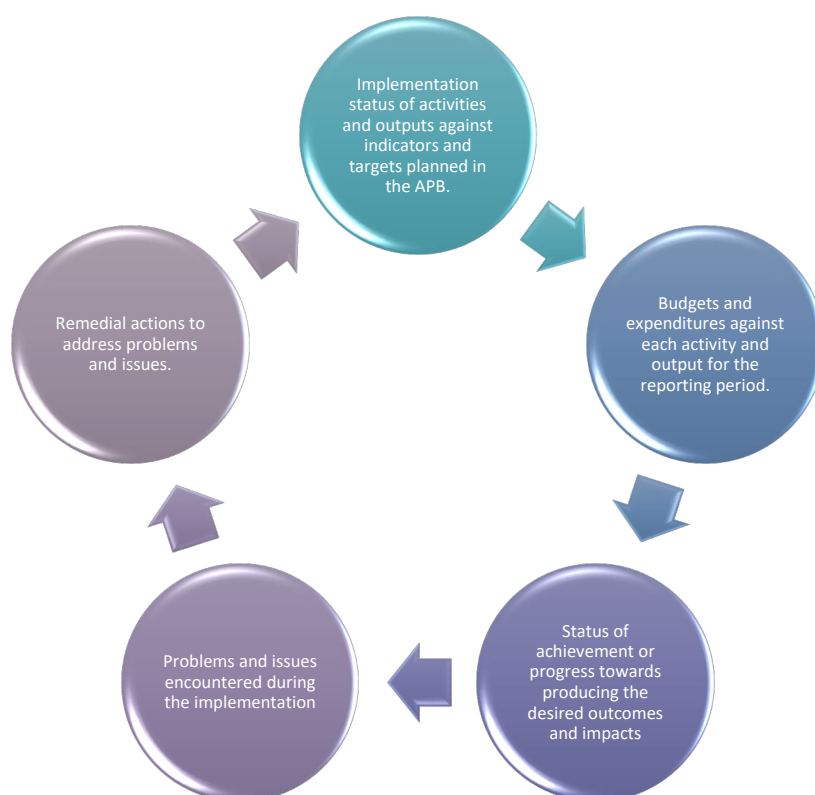 Implementation
status of activities
and outputs against
indicators and
targets planned in
the APB.
Budgets and
expenditures against
each activity and
output for the
reporting period.
Status of
achievement or
progress towards
producing the
desired outcomes
and impacts
Problems and issues
encountered during
the implementation
Remedial actions to
address problems
and issues.